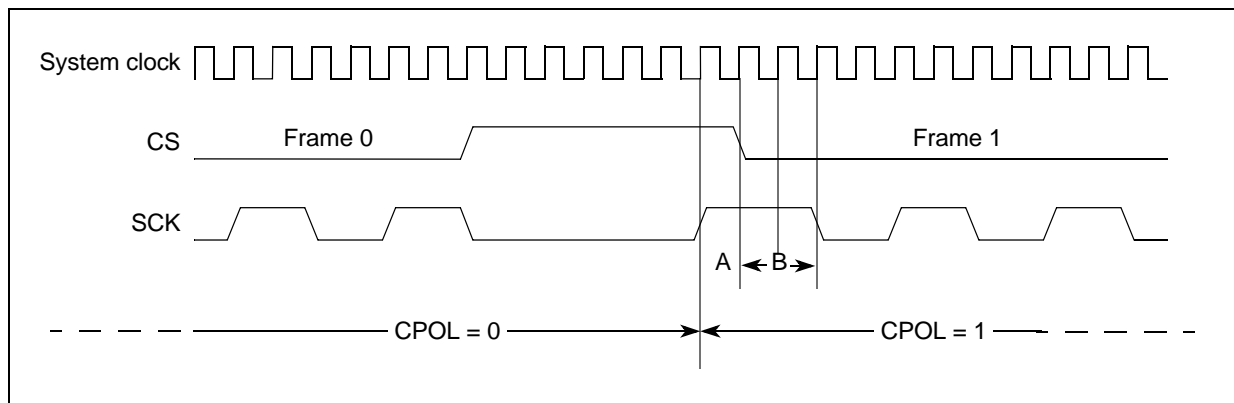 System clock
CS
Frame 0
Frame 1
SCK
A
B
CPOL = 0
CPOL = 1